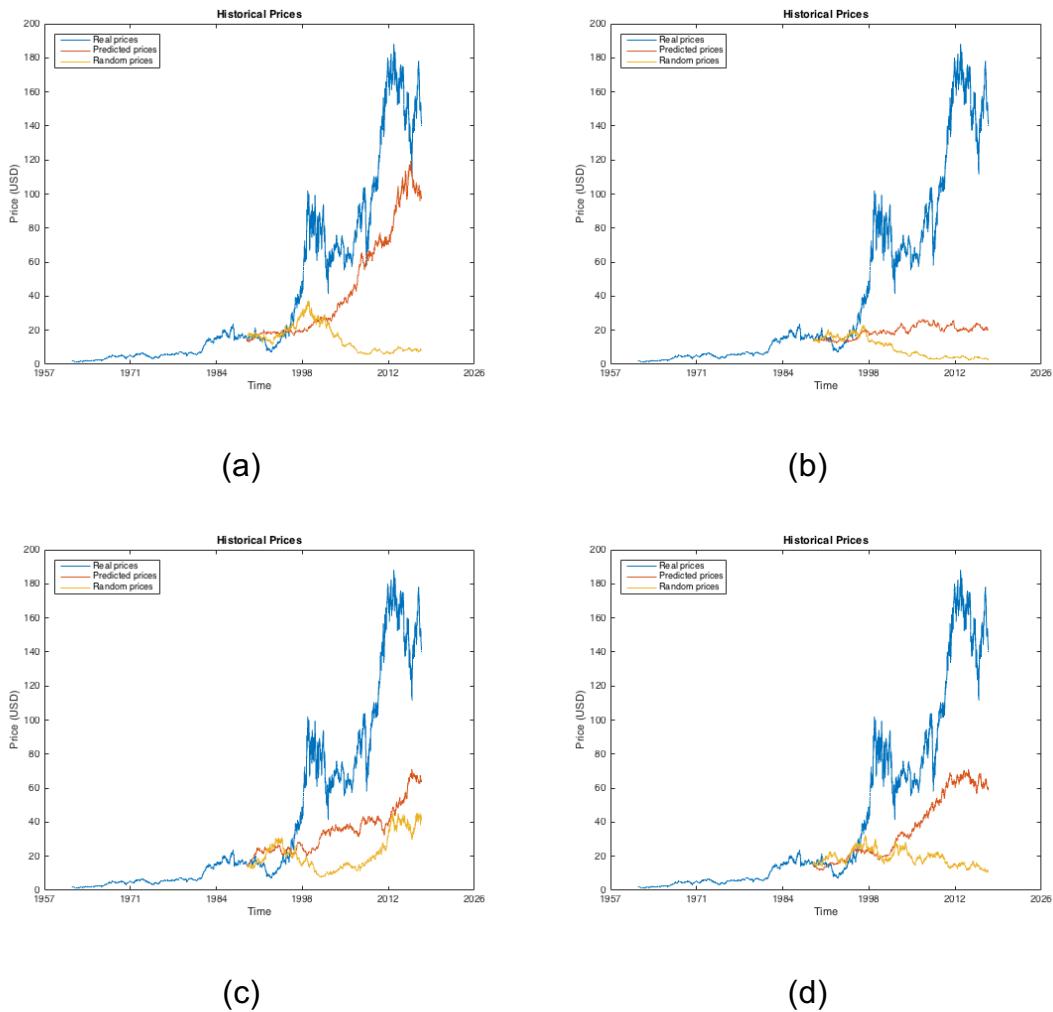 Historical Prices
200
180
160
140
120
100
80
60
40
20
0
Price (USD)
Real prices
Predicted prices
Random prices
1957 1971 1984 1998 2012 2026
Time
(a)
Historical Prices
200
180
160
140
120
100
80
60
40
20
0
Price (USD)
Real prices
Predicted prices
Random prices
1957 1971 1984 1998 2012 2026
Time
(b)
Historical Prices
200
180
160
140
120
100
80
60
40
20
0
Price (USD)
Real prices
Predicted prices
Random prices
1957 1971 1984 1998 2012 2026
Time
(c)
Historical Prices
200
180
160
140
120
100
80
60
40
20
0
Price (USD)
Real prices
Predicted prices
Random prices
1957 1971 1984 1998 2012 2026
Time
(d)